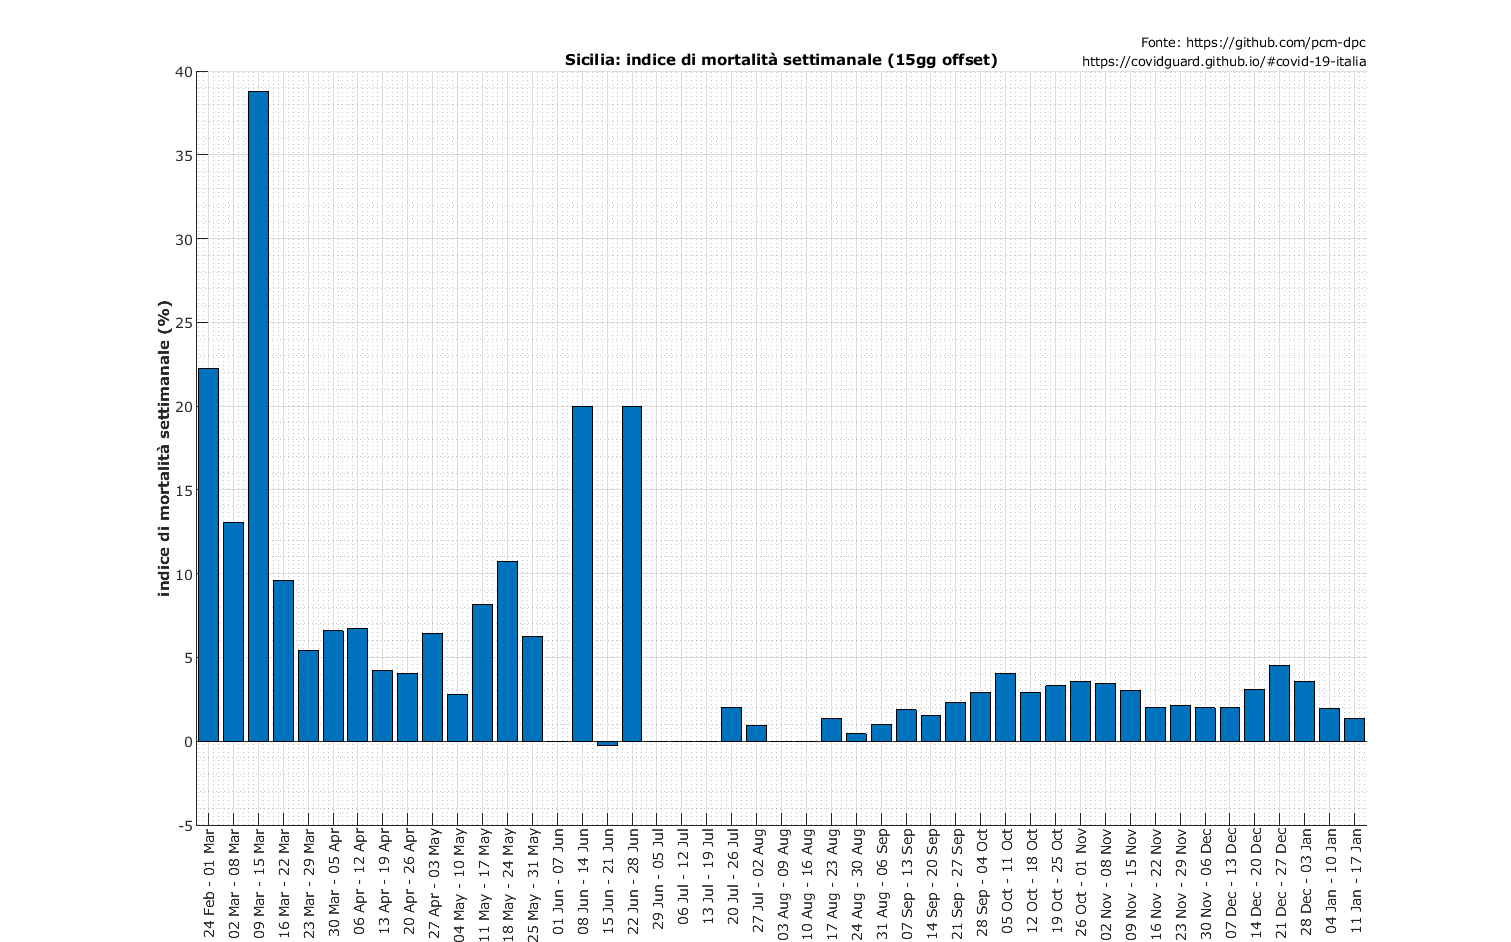 Fonte: https://github.com/pcm-dpc
Sicilia: indice di mortalità settimanale (15gg offset)
https://covidguard.github.io/#covid-19-italia
indice di mortalità settimanale (%)
40
35
30
25
20
15
10
5
0
-5
24 Feb - 01 Mar
02 Mar - 08 Mar
09 Mar - 15 Mar
16 Mar - 22 Mar
23 Mar - 29 Mar
30 Mar - 05 Apr
06 Apr - 12 Apr
13 Apr - 19 Apr
20 Apr - 26 Apr
27 Apr - 03 May
04 May - 10 May
11 May - 17 May
18 May - 24 May
25 May - 31 May
01 Jun - 07 Jun
08 Jun - 14 Jun
15 Jun - 21 Jun
22 Jun - 28 Jun
29 Jun - 05 Jul
06 Jul - 12 Jul
13 Jul - 19 Jul
20 Jul - 26 Jul
27 Jul - 02 Aug
03 Aug - 09 Aug
10 Aug - 16 Aug
17 Aug - 23 Aug
24 Aug - 30 Aug
31 Aug - 06 Sep
07 Sep - 13 Sep
14 Sep - 20 Sep
21 Sep - 27 Sep
28 Sep - 04 Oct
05 Oct - 11 Oct
12 Oct - 18 Oct
19 Oct - 25 Oct
26 Oct - 01 Nov
02 Nov - 08 Nov
09 Nov - 15 Nov
16 Nov - 22 Nov
23 Nov - 29 Nov
30 Nov - 06 Dec
07 Dec - 13 Dec
14 Dec - 20 Dec
21 Dec - 27 Dec
28 Dec - 03 Jan
04 Jan - 10 Jan
11 Jan - 17 Jan